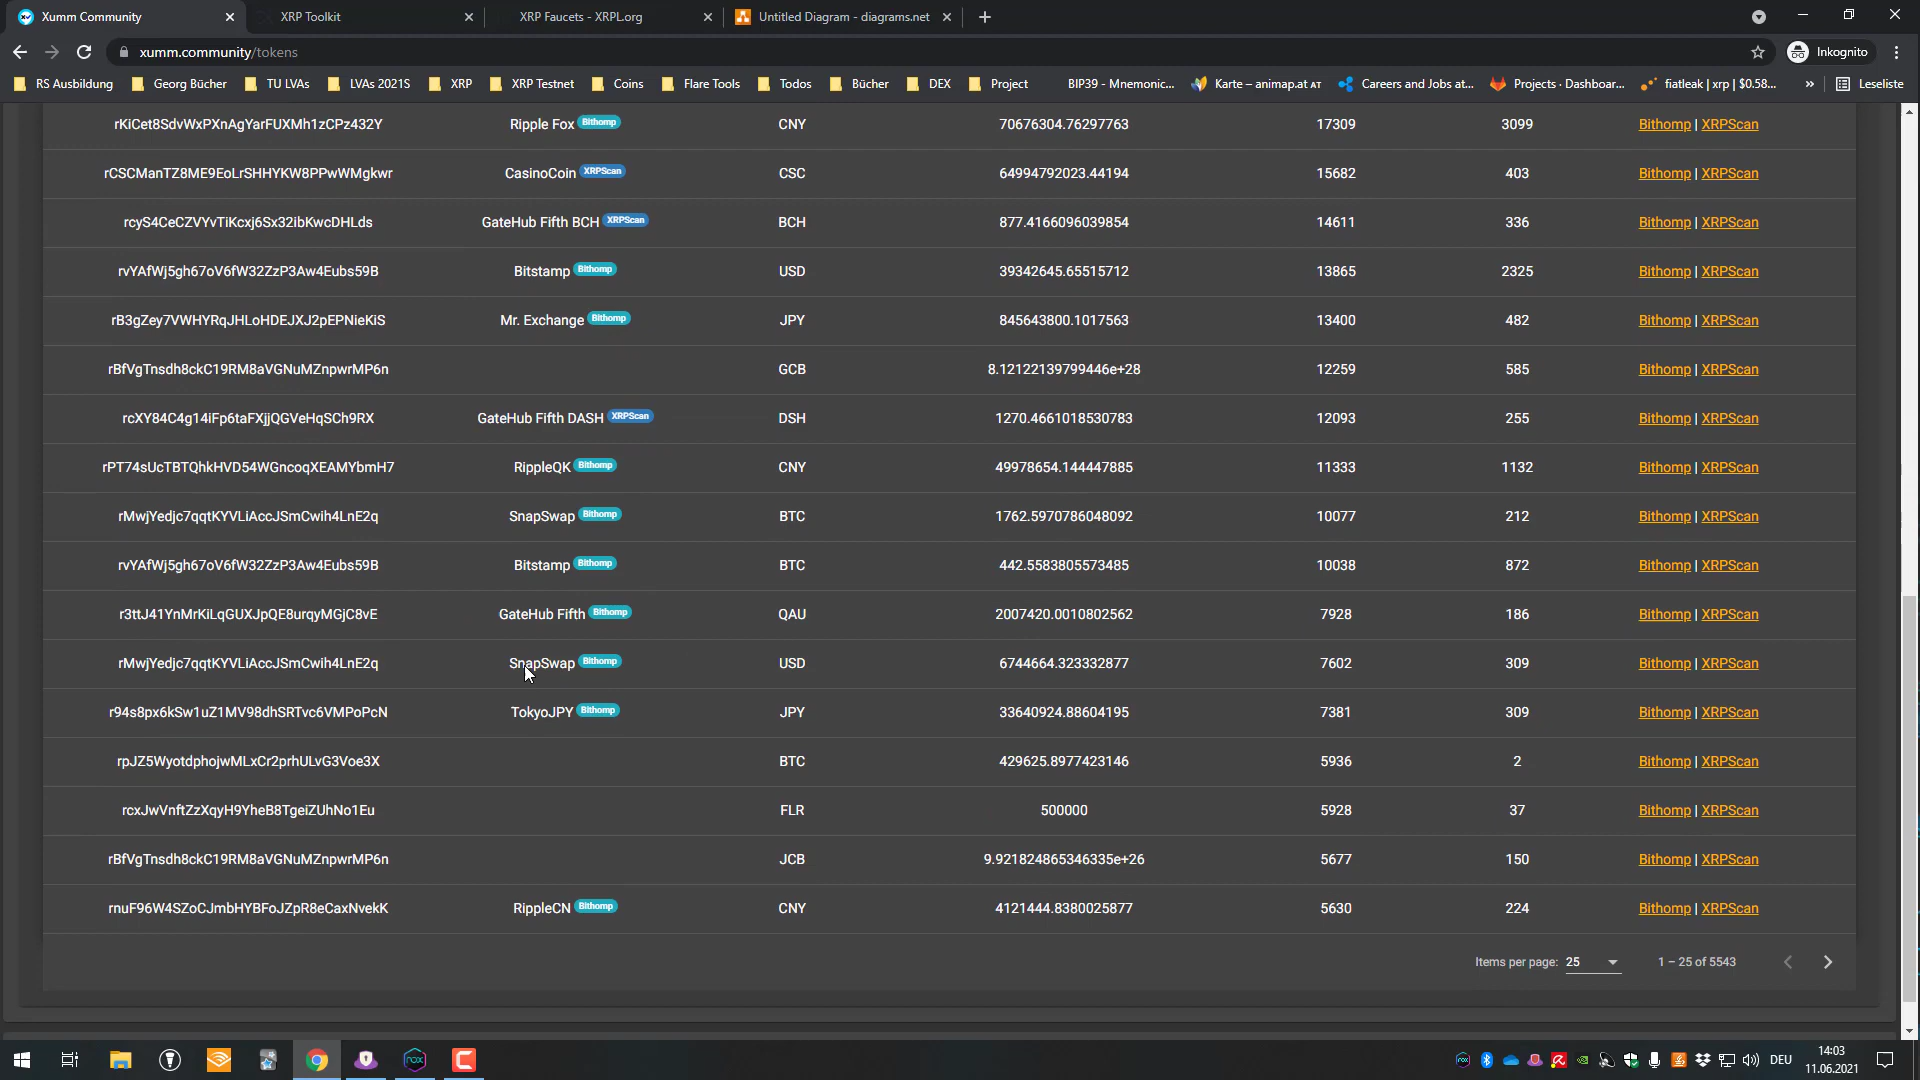 Xumm Community
XRP Toolkit
XRP Faucets - XRPL.org
Untitled Diagram - diagrams.net
xumm.community/tokens
Inkognito
RS Ausbildung
Georg Bücher
TU LVAs
LVAs 2021S
XRP
XRP Testnet
Coins
Flare Tools
Todos
Bücher
DEX
Project
BIP39 - Mnemonic...
Karte – animap.at AT
Careers and Jobs at...
Projects · Dashboar...
fiatleak | xrp | $0.58...
»
Leseliste
rKiCet8SdvWxPXnAgYarFUXMh1zCPz432Y Ripple Fox Bithomp CNY 70676304.76297763 17309 3099 Bithomp | XRPScan
rCSCManTZ8ME9EoLrSHHYKW8PPwWMgkwr CasinoCoin XRPScan CSC 64994792023.44194 15682 403 Bithomp | XRPScan
rcyS4CeCZVYvTiKcxj6Sx32ibKwcDHLds GateHub Fifth BCH XRPScan BCH 877.4166096039854 14611 336 Bithomp | XRPScan
rvYAfWj5gh67oV6fW32ZzP3Aw4Eubs59B Bitstamp Bithomp USD 39342645.65515712 13865 2325 Bithomp | XRPScan
rB3gZey7VWHYRqJHLoHDEJXJ2pEPNieKiS Mr. Exchange Bithomp JPY 845643800.1017563 13400 482 Bithomp | XRPScan
rBfVgTnsdh8ckC19RM8aVGNuMZnpwrMP6n GCB 8.12122139799446e+28 12259 585 Bithomp | XRPScan
rcXY84C4g14iFp6taFXjjQGVeHqSCh9RX GateHub Fifth DASH XRPScan DSH 1270.4661018530783 12093 255 Bithomp | XRPScan
rPT74sUcTBTQhkHVD54WGncoqXEAMYbmH7 RippleQK Bithomp CNY 49978654.144447885 11333 1132 Bithomp | XRPScan
rMwjYedjc7qqtKYVLiAccJSmCwih4LnE2q SnapSwap Bithomp BTC 1762.5970786048092 10077 212 Bithomp | XRPScan
rvYAfWj5gh67oV6fW32ZzP3Aw4Eubs59B Bitstamp Bithomp BTC 442.5583805573485 10038 872 Bithomp | XRPScan
r3ttJ41YnMrKiLqGUXJpQE8urqyMGjC8vE GateHub Fifth Bithomp QAU 2007420.0010802562 7928 186 Bithomp | XRPScan
rMwjYedjc7qqtKYVLiAccJSmCwih4LnE2q SnapSwap Bithomp USD 6744664.323332877 7602 309 Bithomp | XRPScan
r94s8px6kSw1uZ1MV98dhSRTvc6VMPoPcN TokyoJPY Bithomp JPY 33640924.88604195 7381 309 Bithomp | XRPScan
rpJZ5WyotdphojwMLxCr2prhULvG3Voe3X BTC 429625.8977423146 5936 2 Bithomp | XRPScan
rcxJwVnftZzXqyH9YheB8TgeiZUhNo1Eu FLR 500000 5928 37 Bithomp | XRPScan
rBfVgTnsdh8ckC19RM8aVGNuMZnpwrMP6n JCB 9.921824865346335e+26 5677 150 Bithomp | XRPScan
rnuF96W4SZoCJmbHYBFoJZpR8eCaxNvekK RippleCN Bithomp CNY 4121444.8380025877 5630 224 Bithomp | XRPScan
Items per page: 25 1 – 25 of 5543
DEU
14:03
11.06.2021